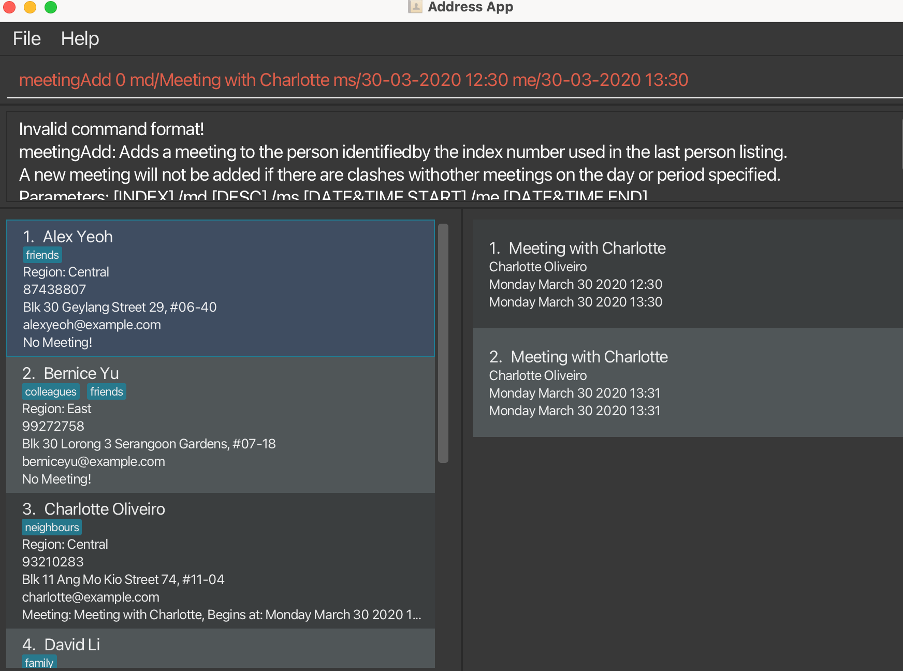 Address App
File Help
meetingAdd 0 md/Meeting with Charlotte ms/30-03-2020 12:30 me/30-03-2020 13:30
Invalid command format!
meetingAdd: Adds a meeting to the person identifiedby the index number used in the last person listing.
A new meeting will not be added if there are clashes withother meetings on the day or period specified.
Parameters: [INDEX] /md [DESC] /ms [DATE&TIME START] /me [DATE&TIME END]
1. Alex Yeoh
friends
Region: Central
87438807
Blk 30 Geylang Street 29, #06-40
alexyeoh@example.com
No Meeting!
2. Bernice Yu
colleagues friends
Region: East
99272758
Blk 30 Lorong 3 Serangoon Gardens, #07-18
berniceyu@example.com
No Meeting!
3. Charlotte Oliveiro
neighbours
Region: Central
93210283
Blk 11 Ang Mo Kio Street 74, #11-04
charlotte@example.com
Meeting: Meeting with Charlotte, Begins at: Monday March 30 2020 1...
4. David Li
family
1. Meeting with Charlotte
Charlotte Oliveiro
Monday March 30 2020 12:30
Monday March 30 2020 13:30
2. Meeting with Charlotte
Charlotte Oliveiro
Monday March 30 2020 13:31
Monday March 30 2020 13:31